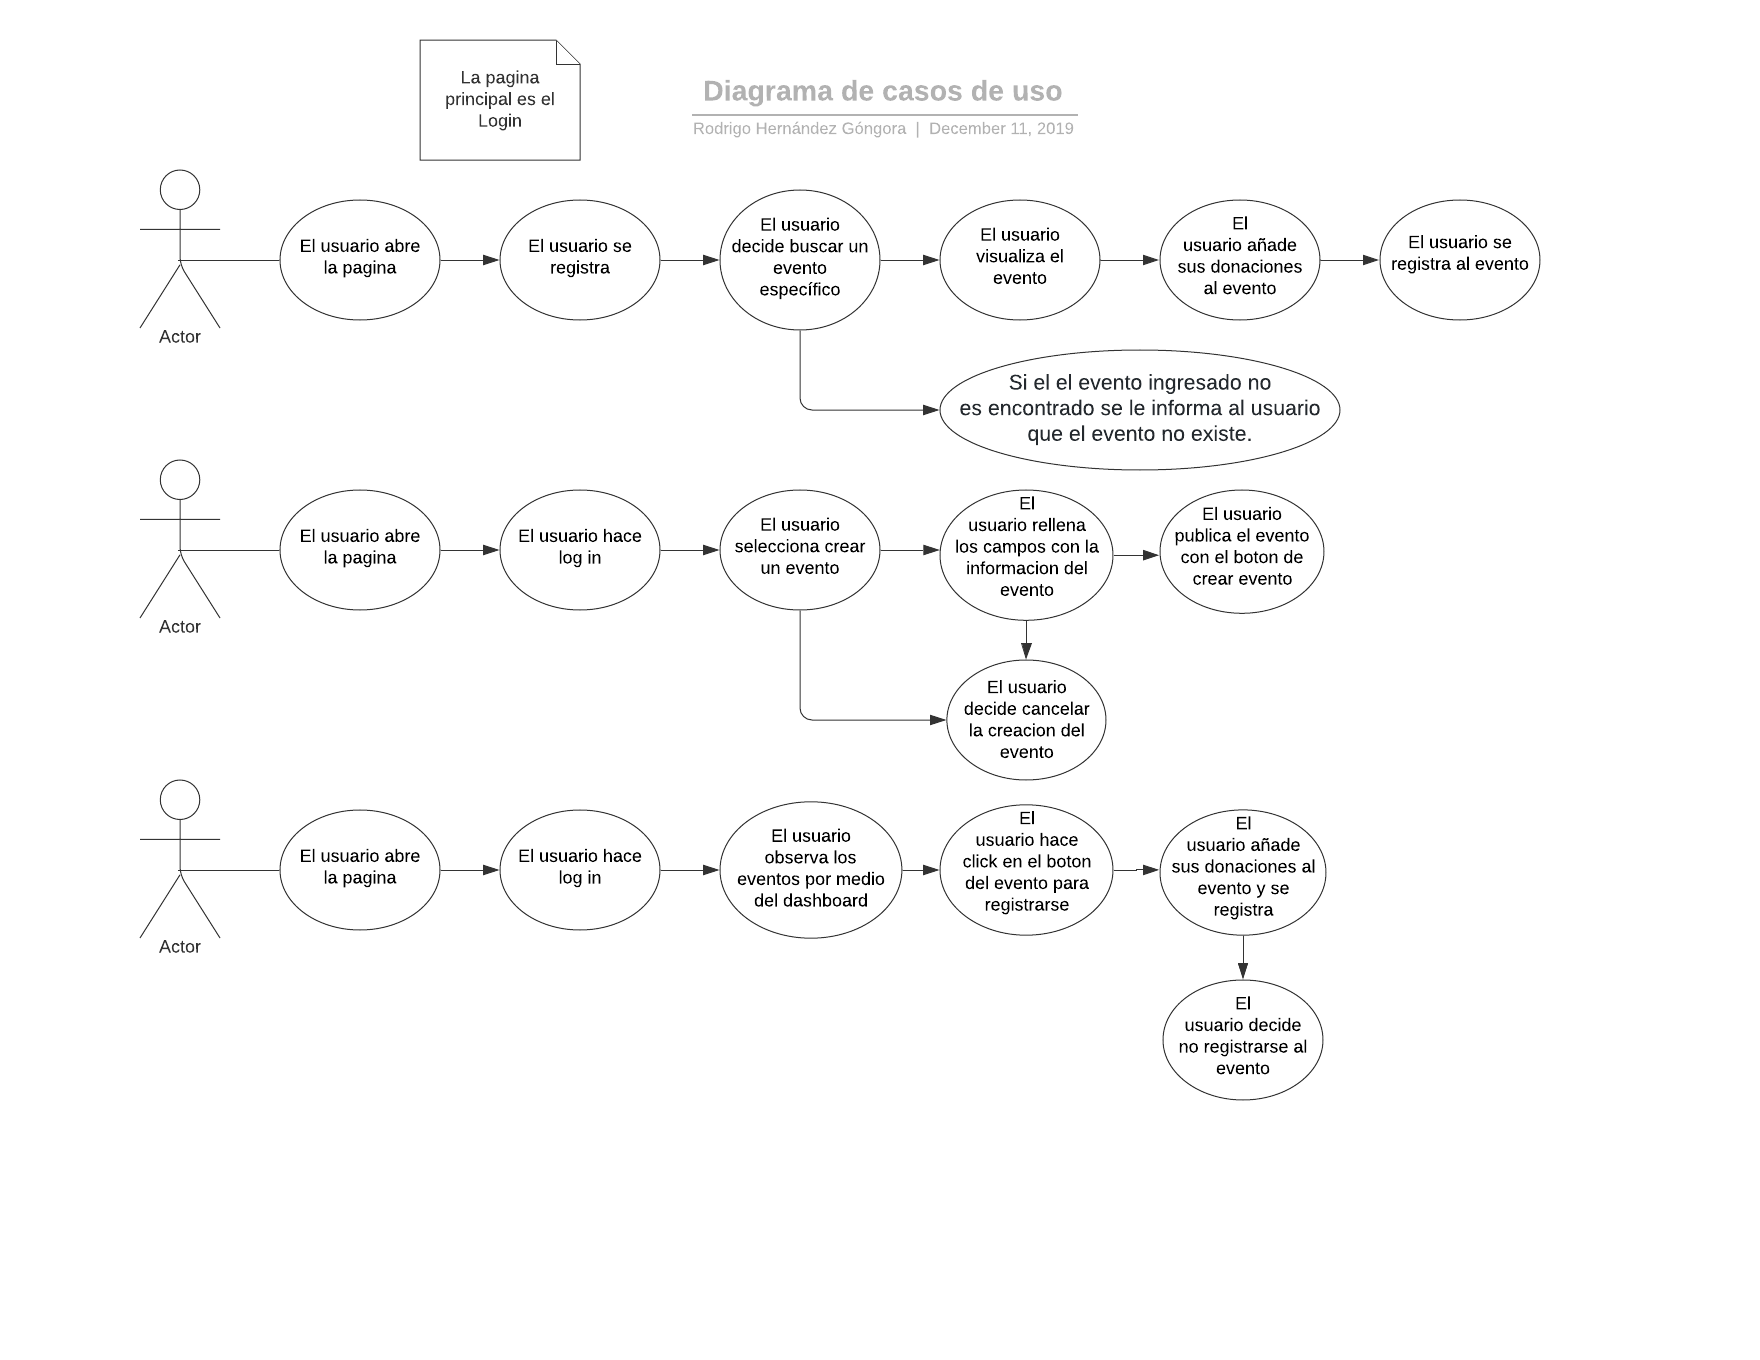 La pagina
principal es el
Login
Diagrama de casos de uso
Rodrigo Hernández Góngora | December 11, 2019
Actor
El usuario abre
la pagina
El usuario se
registra
El usuario
decide buscar un
evento
específico
El usuario
visualiza el
evento
El
usuario añade
sus donaciones
al evento
El usuario se
registra al evento
Si el el evento ingresado no
es encontrado se le informa al usuario
que el evento no existe.
Actor
El usuario abre
la pagina
El usuario hace
log in
El usuario
selecciona crear
un evento
El
usuario rellena
los campos con la
informacion del
evento
El usuario
publica el evento
con el boton de
crear evento
El usuario
decide cancelar
la creacion del
evento
Actor
El usuario abre
la pagina
El usuario hace
log in
El usuario
observa los
eventos por medio
del dashboard
El
usuario hace
click en el boton
del evento para
registrarse
El
usuario añade
sus donaciones al
evento y se
registra
El
usuario decide
no registrarse al
evento